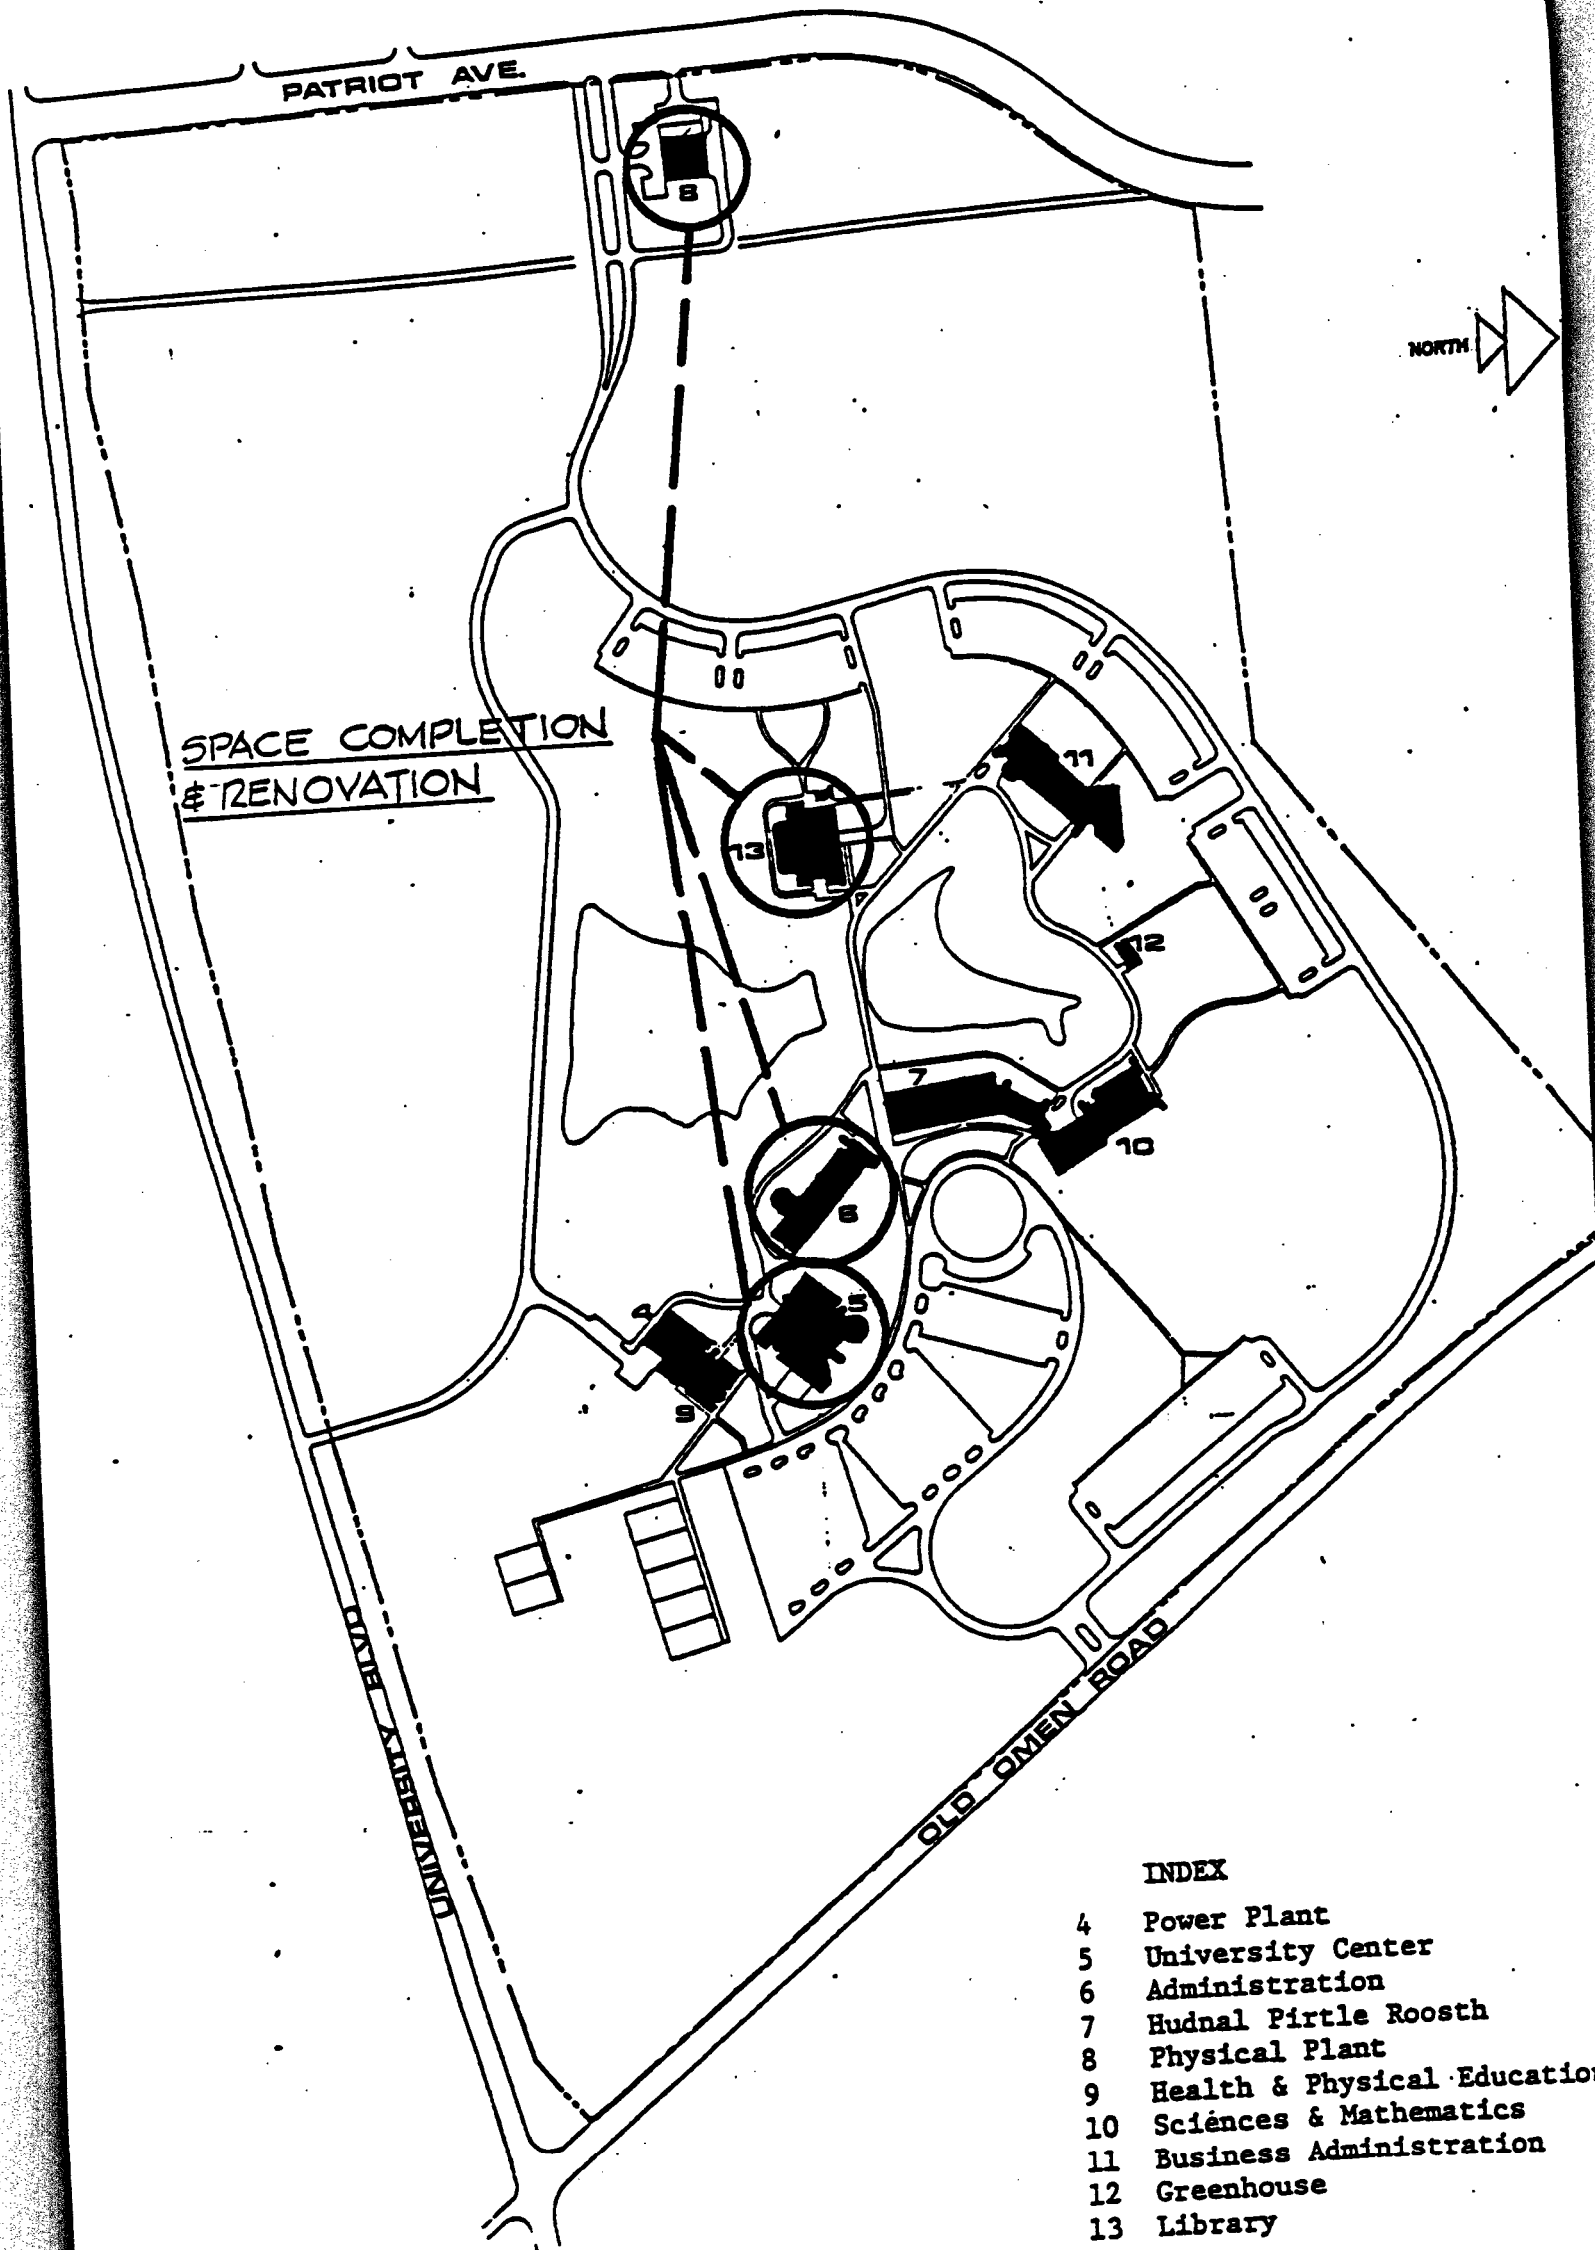 PATRIOT AVE.
8
NORTH
SPACE COMPLETION
& RENOVATION
11
13
12
7
10
6
5
4
9
UNIVERSITY BLVD
OLD OMEN ROAD
INDEX
4 Power Plant
5 University Center
6 Administration
7 Hudnal Pirtle Roosth
8 Physical Plant
9 Health & Physical Education
10 Sciences & Mathematics
11 Business Administration
12 Greenhouse
13 Library